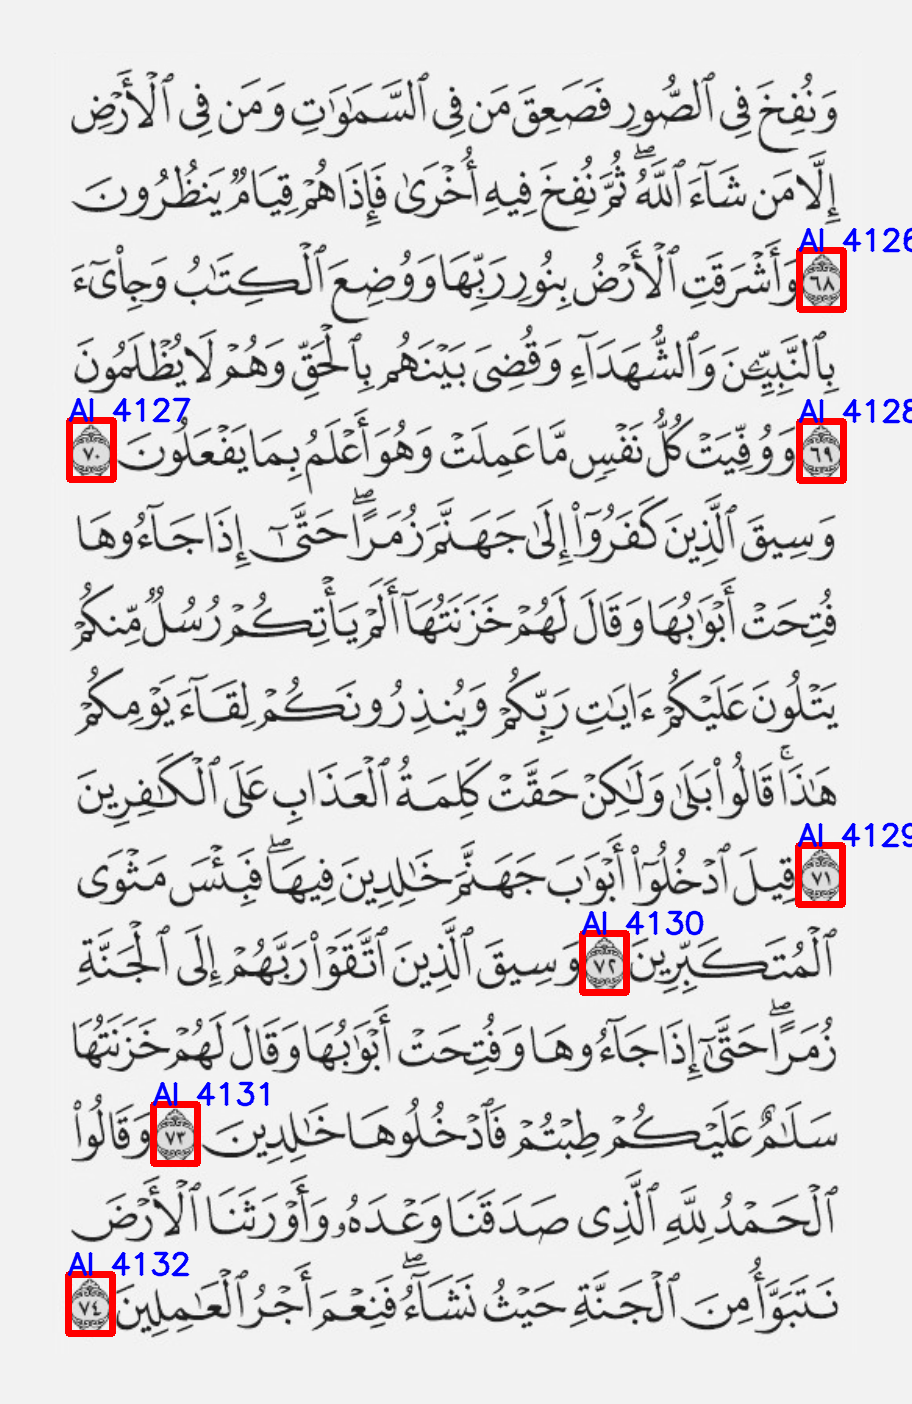 وَنُفِخَ فِي ٱلصُّورِ فَصَعِقَ مَن فِي ٱلسَّمَٰوَٰتِ وَمَن فِي ٱلْأَرْضِ
إِلَّا مَن شَآءَ ٱللَّهُۖ ثُمَّ نُفِخَ فِيهِ أُخْرَىٰ فَإِذَا هُمْ قِيَامٌ يَنظُرُونَ
AI 4126
٦٨ وَأَشْرَقَتِ ٱلْأَرْضُ بِنُورِ رَبِّهَا وَوُضِعَ ٱلْكِتَٰبُ وَجِا۟ىٓءَ
بِٱلنَّبِيِّـۧنَ وَٱلشُّهَدَآءِ وَقُضِىَ بَيْنَهُم بِٱلْحَقِّ وَهُمْ لَا يُظْلَمُونَ
AI 4128 AI 4127
٦٩ وَوُفِّيَتْ كُلُّ نَفْسٍ مَّا عَمِلَتْ وَهُوَ أَعْلَمُ بِمَا يَفْعَلُونَ ٧٠
وَسِيقَ ٱلَّذِينَ كَفَرُوٓا۟ إِلَىٰ جَهَنَّمَ زُمَرًاۖ حَتَّىٰٓ إِذَا جَآءُوهَا
فُتِحَتْ أَبْوَٰبُهَا وَقَالَ لَهُمْ خَزَنَتُهَآ أَلَمْ يَأْتِكُمْ رُسُلٌ مِّنكُمْ
يَتْلُونَ عَلَيْكُمْ ءَايَٰتِ رَبِّكُمْ وَيُنذِرُونَكُمْ لِقَآءَ يَوْمِكُمْ
هَٰذَاۚ قَالُوا۟ بَلَىٰ وَلَٰكِنْ حَقَّتْ كَلِمَةُ ٱلْعَذَابِ عَلَى ٱلْكَٰفِرِينَ
AI 4129
٧١ قِيلَ ٱدْخُلُوٓا۟ أَبْوَٰبَ جَهَنَّمَ خَٰلِدِينَ فِيهَاۖ فَبِئْسَ مَثْوَى
AI 4130
ٱلْمُتَكَبِّرِينَ ٧٢ وَسِيقَ ٱلَّذِينَ ٱتَّقَوْا۟ رَبَّهُمْ إِلَى ٱلْجَنَّةِ
زُمَرًاۖ حَتَّىٰٓ إِذَا جَآءُوهَا وَفُتِحَتْ أَبْوَٰبُهَا وَقَالَ لَهُمْ خَزَنَتُهَا
AI 4131
سَلَٰمٌ عَلَيْكُمْ طِبْتُمْ فَٱدْخُلُوهَا خَٰلِدِينَ ٧٣ وَقَالُوا۟
ٱلْحَمْدُ لِلَّهِ ٱلَّذِى صَدَقَنَا وَعْدَهُۥ وَأَوْرَثَنَا ٱلْأَرْضَ
AI 4132
نَتَبَوَّأُ مِنَ ٱلْجَنَّةِ حَيْثُ نَشَآءُۖ فَنِعْمَ أَجْرُ ٱلْعَٰمِلِينَ ٧٤